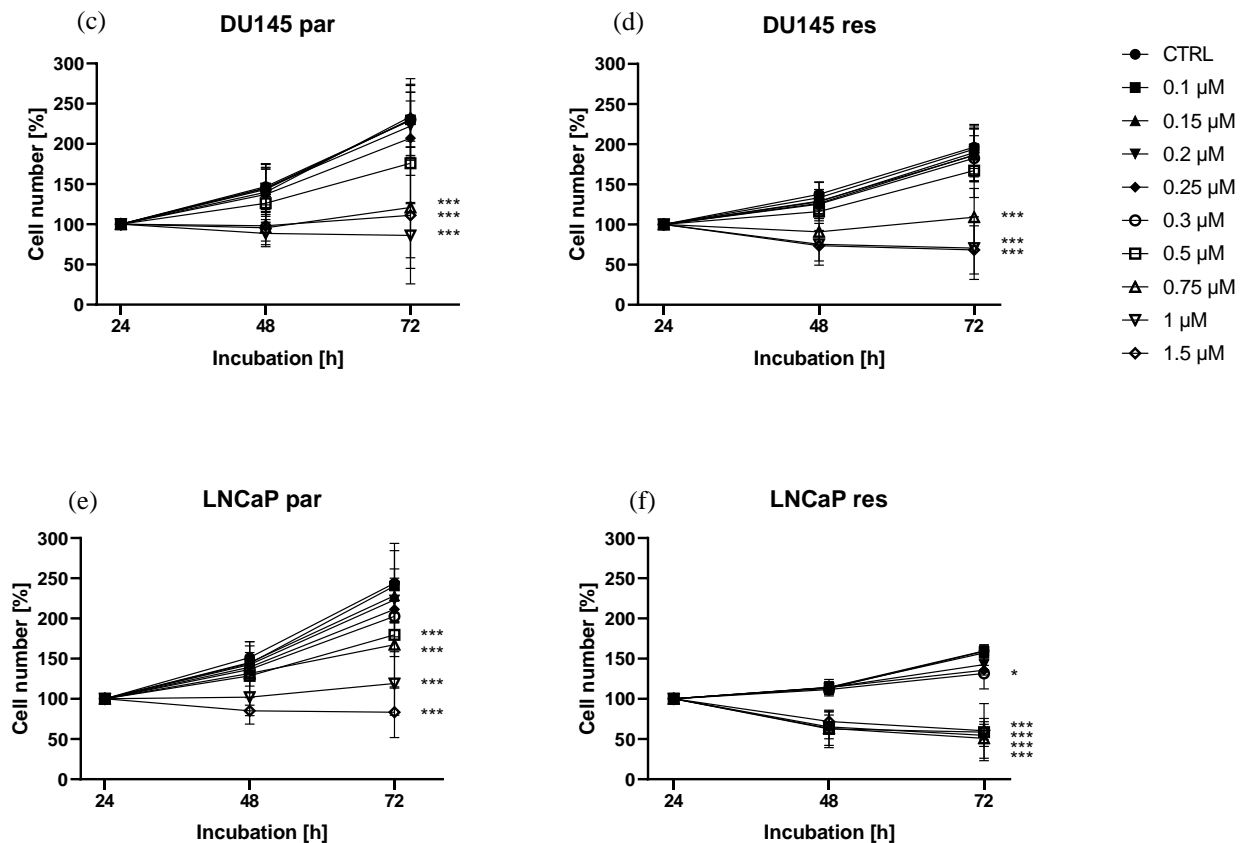 (c)
DU145 par
300
250
200
150
100
50
0
Cell number [%]
***
***
***
24 48 72
Incubation [h]
(d)
DU145 res
300
250
200
150
100
50
0
Cell number [%]
***
***
***
24 48 72
Incubation [h]
CTRL
0.1 µM
0.15 µM
0.2 µM
0.25 µM
0.3 µM
0.5 µM
0.75 µM
1 µM
1.5 µM
(e)
LNCaP par
300
250
200
150
100
50
0
Cell number [%]
***
***
***
***
24 48 72
Incubation [h]
(f)
LNCaP res
300
250
200
150
100
50
0
Cell number [%]
*
***
***
***
***
24 48 72
Incubation [h]